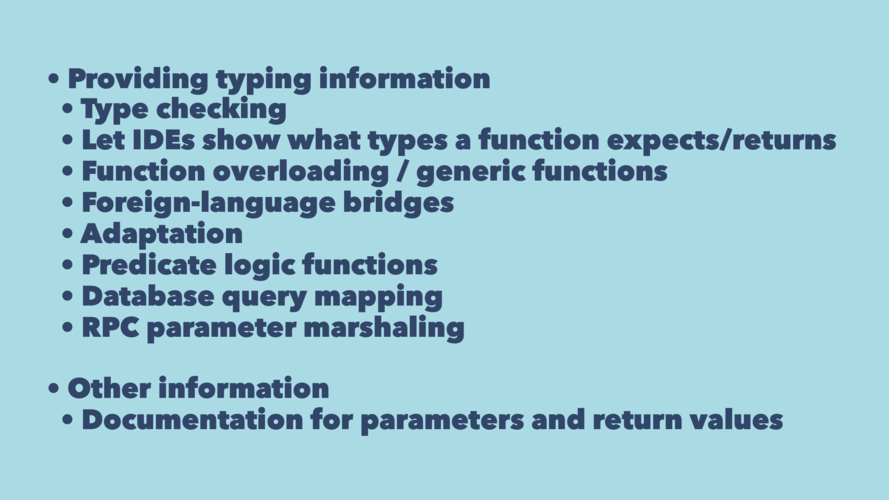 • Providing typing information
• Type checking
• Let IDEs show what types a function expects/returns
• Function overloading / generic functions
• Foreign-language bridges
• Adaptation
• Predicate logic functions
• Database query mapping
• RPC parameter marshaling
• Other information
• Documentation for parameters and return values